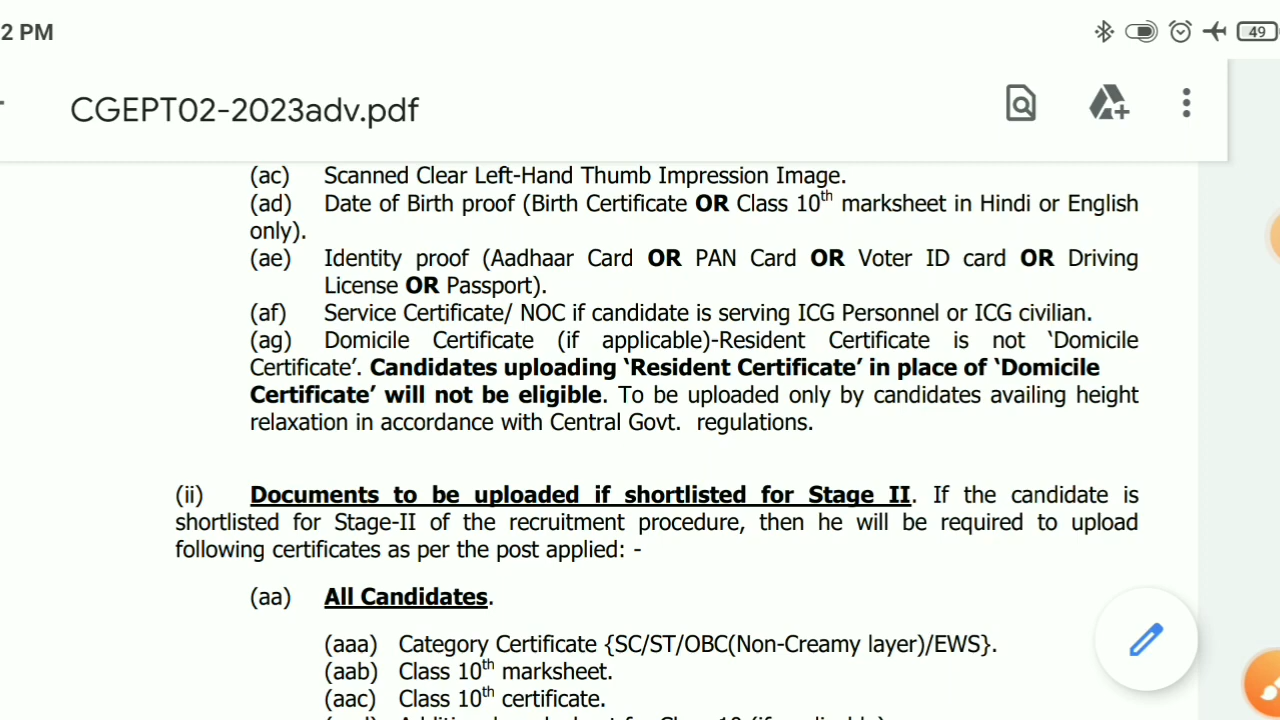 2 PM
49
CGEPT02-2023adv.pdf
(ac) Scanned Clear Left-Hand Thumb Impression Image.
(ad) Date of Birth proof (Birth Certificate OR Class 10th marksheet in Hindi or English
only).
(ae) Identity proof (Aadhaar Card OR PAN Card OR Voter ID card OR Driving
License OR Passport).
(af) Service Certificate/ NOC if candidate is serving ICG Personnel or ICG civilian.
(ag) Domicile Certificate (if applicable)-Resident Certificate is not ‘Domicile
Certificate’. Candidates uploading ‘Resident Certificate’ in place of ‘Domicile
Certificate’ will not be eligible. To be uploaded only by candidates availing height
relaxation in accordance with Central Govt. regulations.
(ii) Documents to be uploaded if shortlisted for Stage II. If the candidate is
shortlisted for Stage-II of the recruitment procedure, then he will be required to upload
following certificates as per the post applied: -
(aa) All Candidates.
(aaa) Category Certificate {SC/ST/OBC(Non-Creamy layer)/EWS}.
(aab) Class 10th marksheet.
(aac) Class 10th certificate.